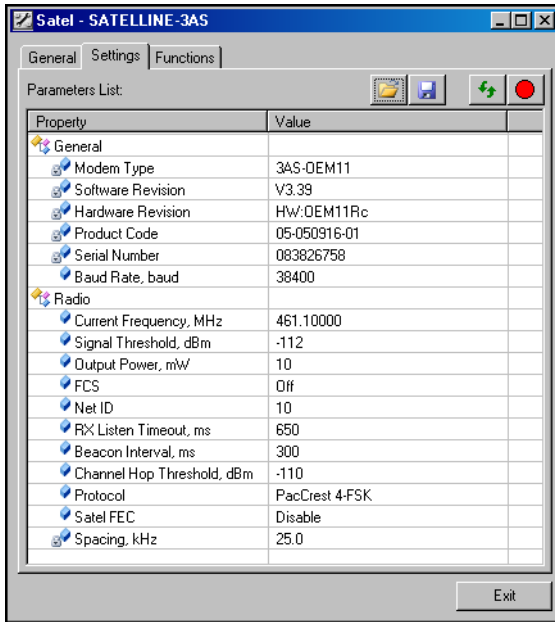 Satel - SATELLINE-3AS
General Settings Functions
Parameters List:
Property Value
General
Modem Type 3AS-OEM11
Software Revision V3.39
Hardware Revision HW:OEM11Rc
Product Code 05-050916-01
Serial Number 083826758
Baud Rate, baud 38400
Radio
Current Frequency, MHz 461.10000
Signal Threshold, dBm -112
Output Power, mW 10
FCS Off
Net ID 10
RX Listen Timeout, ms 650
Beacon Interval, ms 300
Channel Hop Threshold, dBm -110
Protocol PacCrest 4-FSK
Satel FEC Disable
Spacing, kHz 25.0
Exit